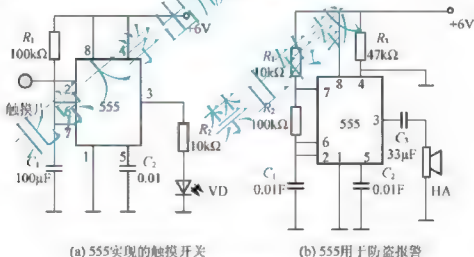 +6V
R₁
100kΩ
8
4
触摸片
2
6
7
555
3
1
5
C₁
100μF
C₂
0.01
R₂
10kΩ
VD
(a) 555实现的触摸开关
+6V
R₁
10kΩ
R₃
47kΩ
8
4
7
R₂
100kΩ
555
3
6
2
1
5
C₁
0.01F
C₂
0.01F
C₃
33μF
HA
(b) 555用于防盗报警